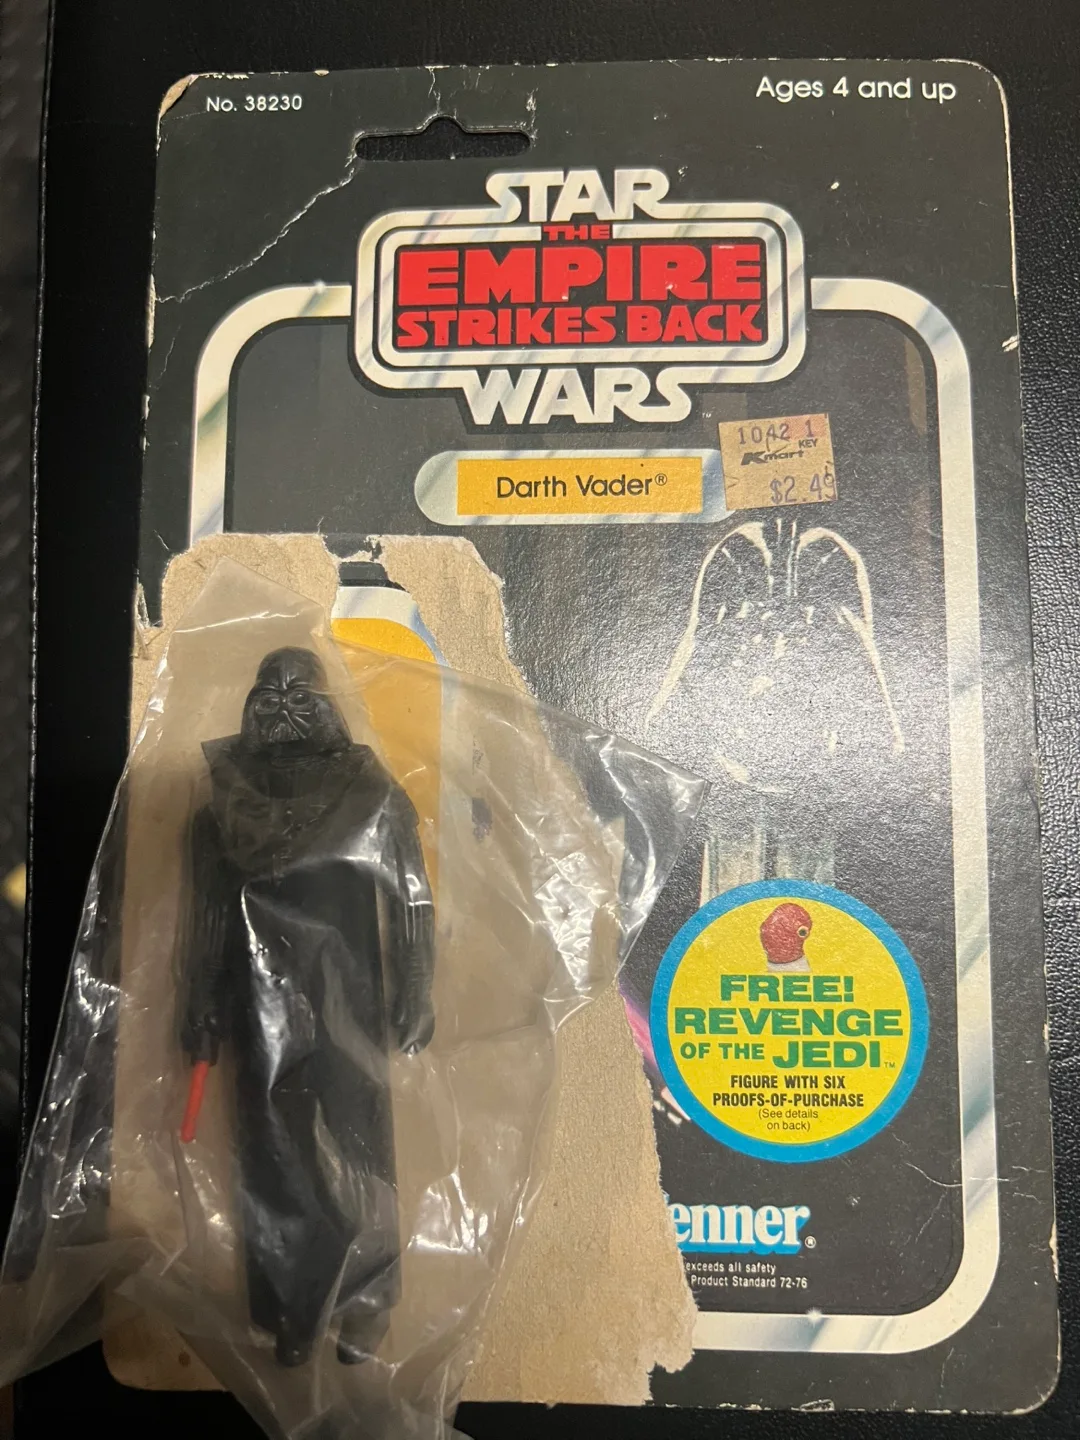 No. 38230
Ages 4 and up
STAR
THE
EMPIRE
STRIKES BACK
WARS
Darth Vader®
1042 1
KEY
Kmart
$2.49
FREE!
REVENGE
OF THE JEDI™
FIGURE WITH SIX
PROOFS-OF-PURCHASE
(See details
on back)
enner®
exceeds all safety
Product Standard 72-76